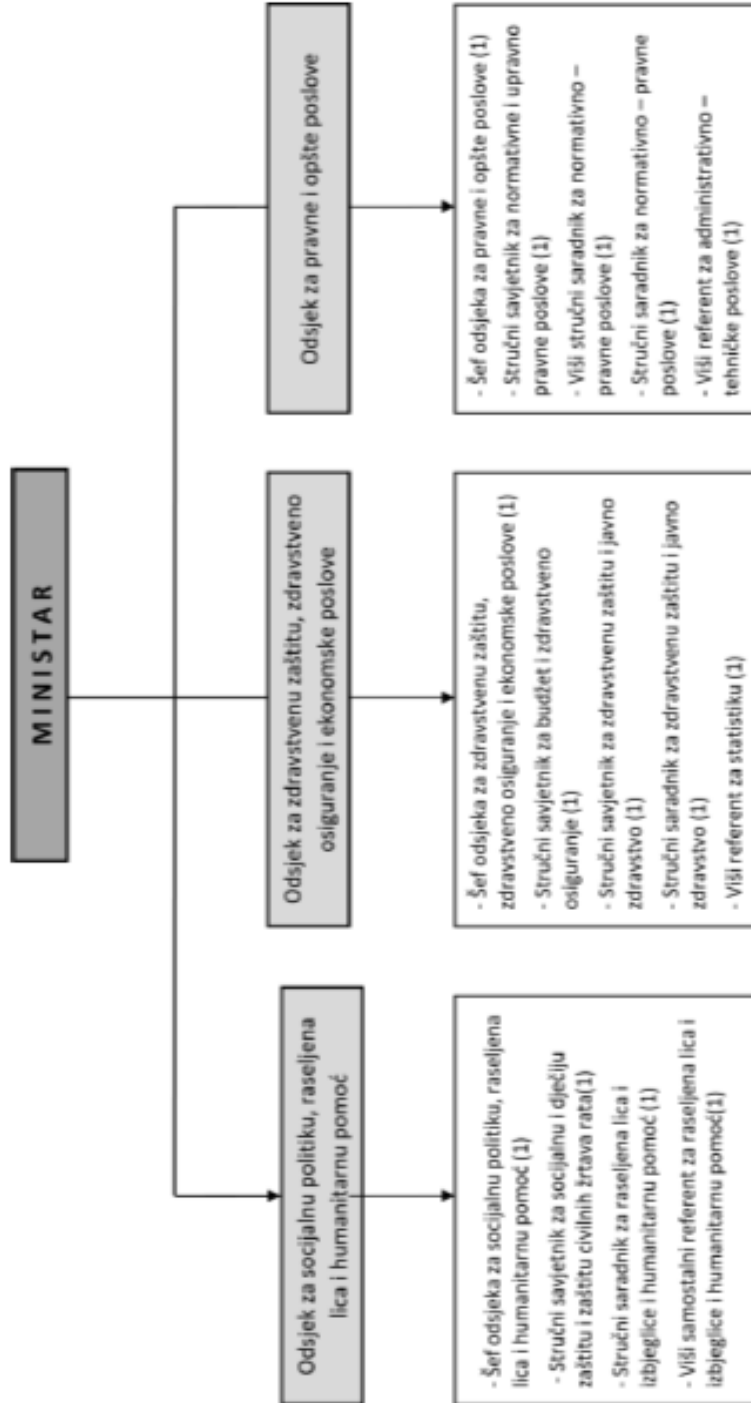 MINISTAR
Odsjek za socijalnu politiku, raseljena
lica i humanitarnu pomoć
- Šef odsjeka za socijalnu politiku, raseljena
lica i humanitarnu pomoć (1)
- Stručni savjetnik za socijalnu i dječiju
zaštitu i zaštitu civilnih žrtava rata(1)
- Stručni saradnik za raseljena lica i
izbjeglice i humanitarnu pomoć (1)
- Viši samostalni referent za raseljena lica i
izbjeglice i humanitarnu pomoć(1)
Odsjek za zdravstvenu zaštitu, zdravstveno
osiguranje i ekonomske poslove
- Šef odsjeka za zdravstvenu zaštitu,
zdravstveno osiguranje i ekonomske poslove (1)
- Stručni savjetnik za budžet i zdravstveno
osiguranje (1)
- Stručni savjetnik za zdravstvenu zaštitu i javno
zdravstvo (1)
- Stručni saradnik za zdravstvenu zaštitu i javno
zdravstvo (1)
- Viši referent za statistiku (1)
Odsjek za pravne i opšte poslove
- Šef odsjeka za pravne i opšte poslove (1)
- Stručni savjetnik za normativne i upravno
pravne poslove (1)
- Viši stručni saradnik za normativno –
pravne poslove (1)
- Stručni saradnik za normativno – pravne
poslove (1)
- Viši referent za administrativno –
tehničke poslove (1)